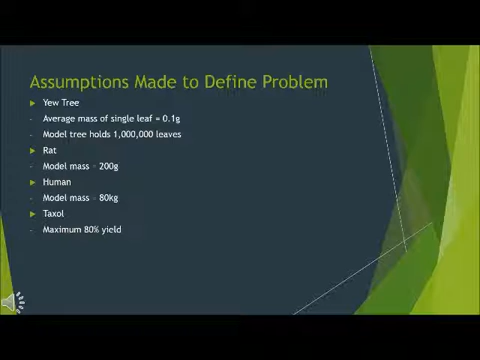 Assumptions Made to Define Problem
Yew Tree
- Average mass of single leaf = 0.1g
- Model tree holds 1,000,000 leaves
Rat
- Model mass – 200g
Human
- Model mass – 80kg
Taxol
- Maximum 80% yield